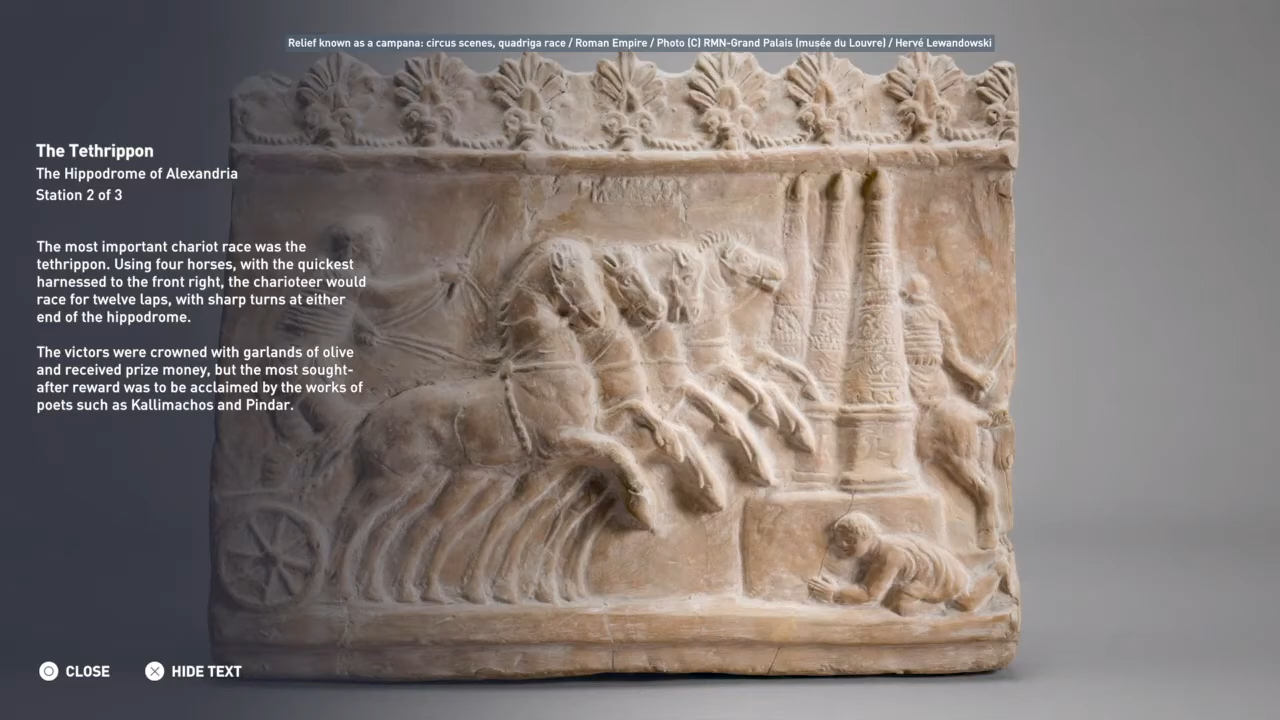 Relief known as a campana: circus scenes, quadriga race / Roman Empire / Photo (C) RMN-Grand Palais (musée du Louvre) / Hervé Lewandowski
The Tethrippon
The Hippodrome of Alexandria
Station 2 of 3
The most important chariot race was the
tethrippon. Using four horses, with the quickest
harnessed to the front right, the charioteer would
race for twelve laps, with sharp turns at either
end of the hippodrome.
The victors were crowned with garlands of olive
and received prize money, but the most sought-
after reward was to be acclaimed by the works of
poets such as Kallimachos and Pindar.
CLOSE
HIDE TEXT